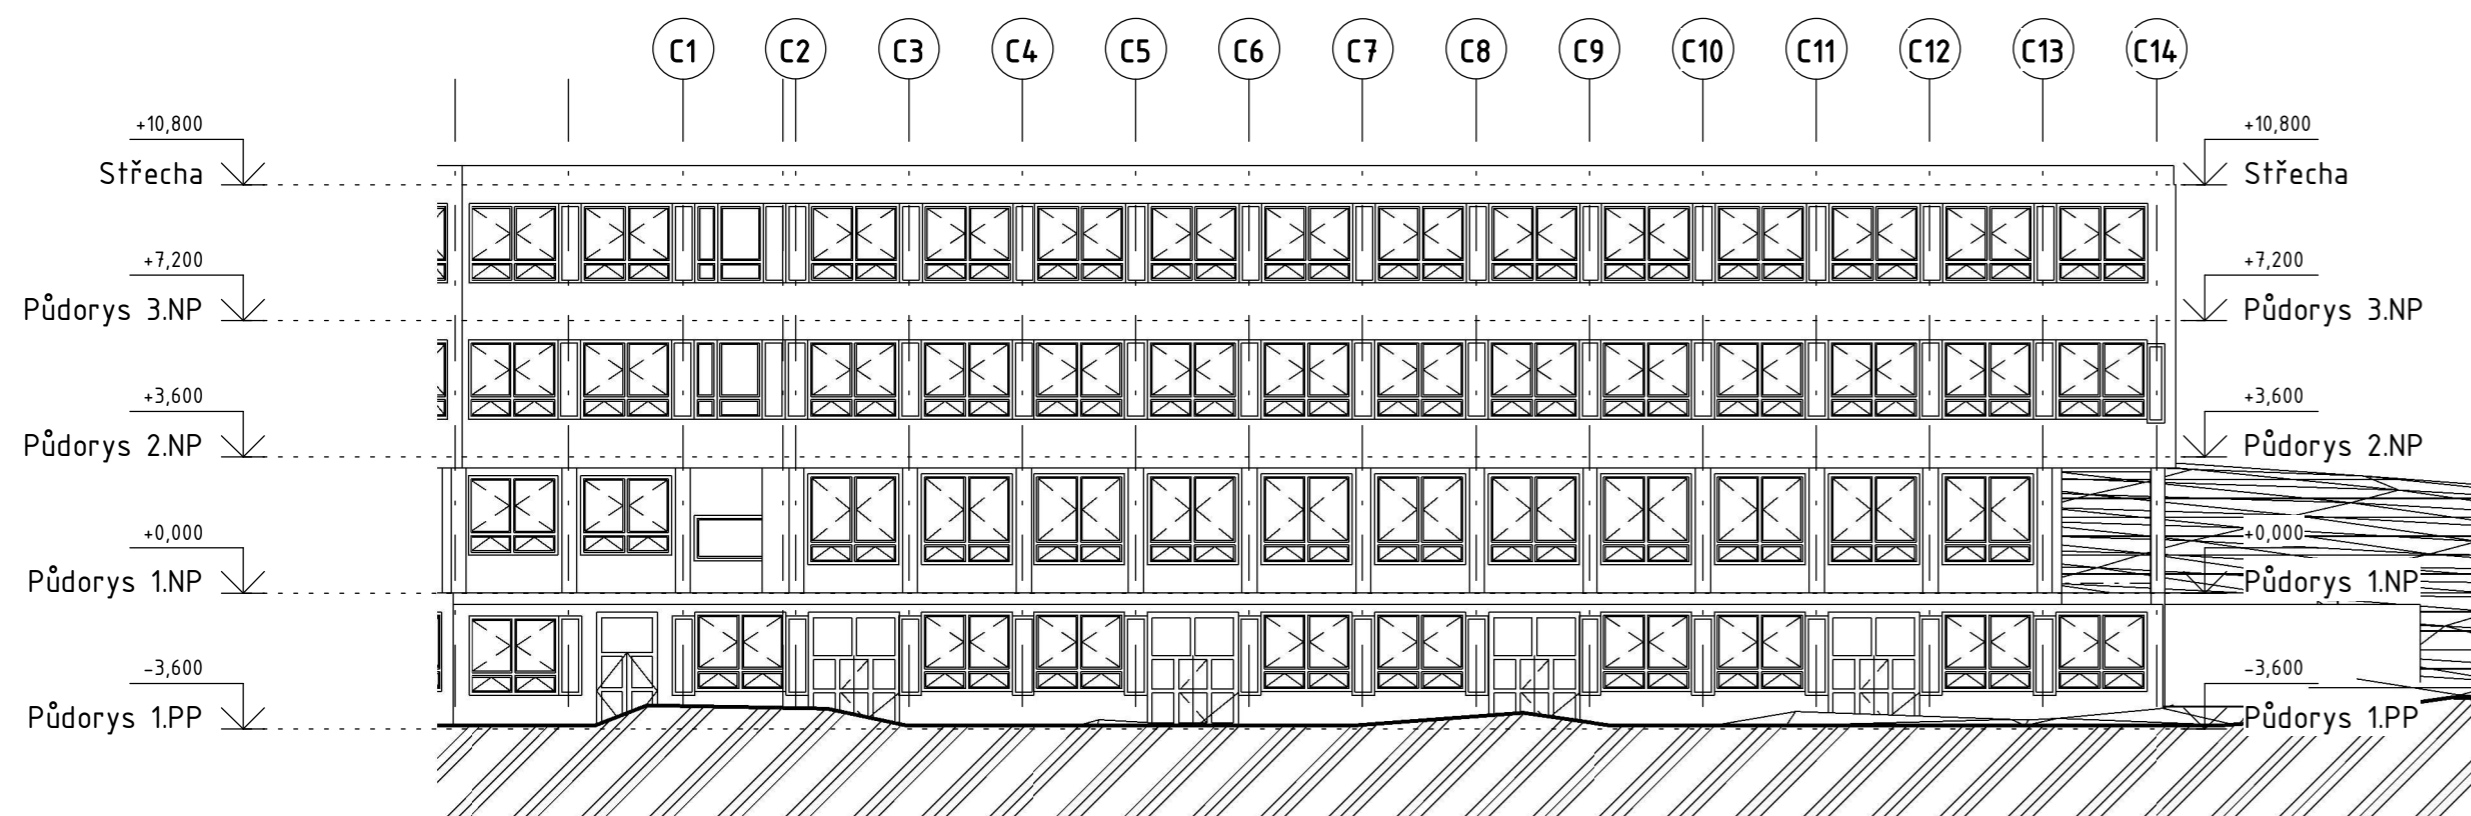 C1 C2 C3 C4 C5 C6 C7 C8 C9 C10 C11 C12 C13 C14
+10,800 +10,800
Střecha Střecha
+7,200 +7,200
Půdorys 3.NP Půdorys 3.NP
+3,600 +3,600
Půdorys 2.NP Půdorys 2.NP
+0,000 +0,000
Půdorys 1.NP Půdorys 1.NP
-3,600 -3,600
Půdorys 1.PP Půdorys 1.PP